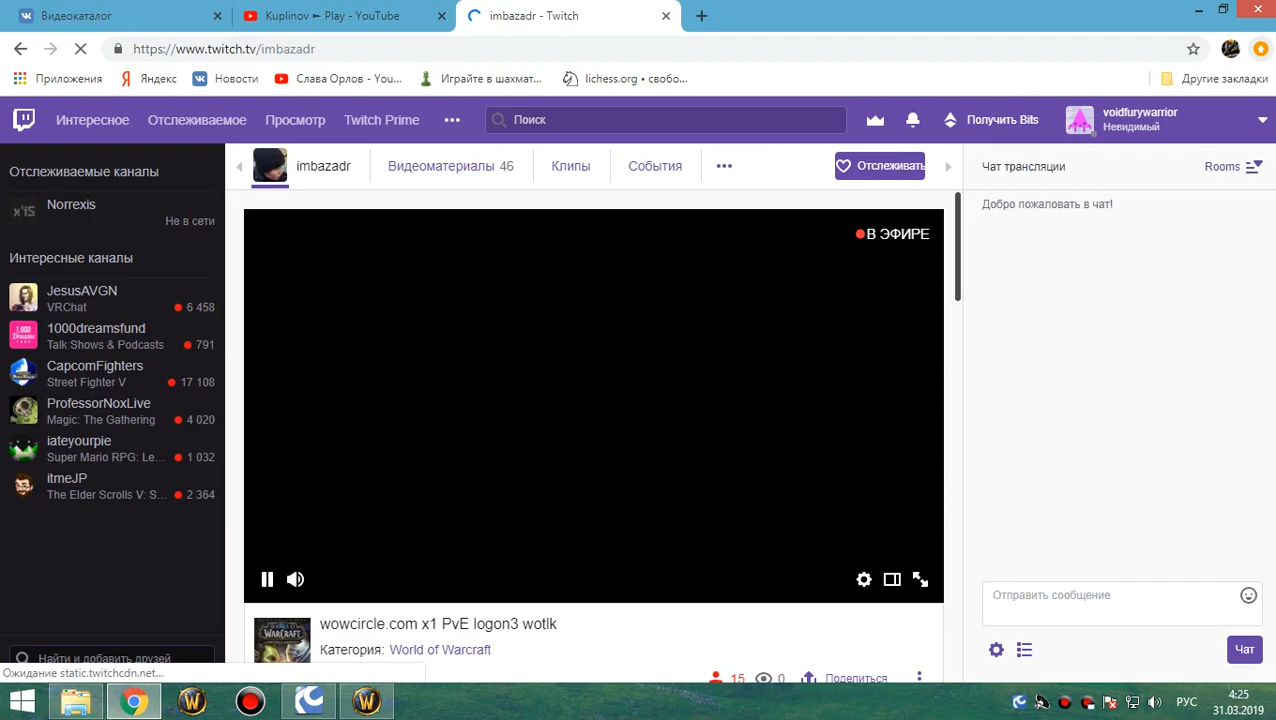 Видеокаталог
Kuplinov ► Play - YouTube
imbazadr - Twitch
https://www.twitch.tv/imbazadr
Приложения
Яндекс
Новости
Слава Орлов - You...
Играйте в шахмат...
lichess.org • свобо...
Другие закладки
Интересное
Отслеживаемое
Просмотр
Twitch Prime
Поиск
Получить Bits
voidfurywarrior
Невидимый
Отслеживаемые каналы
Norrexis
Не в сети
Интересные каналы
JesusAVGN
VRChat
6 458
1000dreamsfund
Talk Shows & Podcasts
791
CapcomFighters
Street Fighter V
17 108
ProfessorNoxLive
Magic: The Gathering
4 020
iateyourpie
Super Mario RPG: Le...
1 032
itmeJP
The Elder Scrolls V: S...
2 364
Найти и добавить друзей
Ожидание static.twitchcdn.net...
imbazadr
Видеоматериалы 46
Клипы
События
Отслеживать
В ЭФИРЕ
wowcircle.com x1 PvE logon3 wotlk
Категория: World of Warcraft
15
0
Поделиться
Чат трансляции
Rooms
Добро пожаловать в чат!
Отправить сообщение
Чат
РУС
4:25
31.03.2019